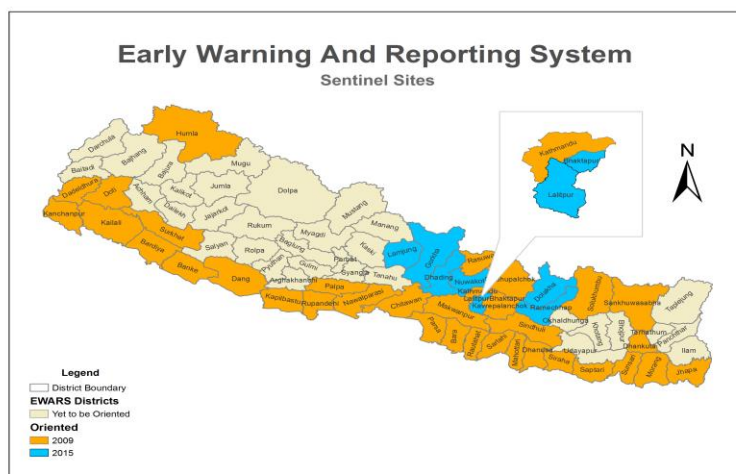 Early Warning And Reporting System
Sentinel Sites
N
Humla
Darchula
Bajhang
Baitadi
Bajura
Mugu
Dadeldhura
Doti
Achham
Kalikot
Jumla
Dolpa
Kanchanpur
Kailali
Dailekh
Jajarkot
Mustang
Surkhet
Rukum
Manang
Bardiya
Salyan
Rolpa
Myagdi
Baglung
Kaski
Lamjung
Gorkha
Banke
Dang
Pyuthan
Gulmi
Syangja
Tanahu
Dhading
Nuwakot
Arghakhanchi
Palpa
Kapilbastu
Rupandehi
Nawalparasi
Chitawan
Makwanpur
Lalitpur
Bhaktapur
Kavrepalanchok
Dolakha
Ramechhap
Solukhumbu
Sankhuwasabha
Taplejung
Okhaldhunga
Khotang
Bhojpur
Terhathum
Panchthar
Dhankuta
Sindhuli
Parsa
Bara
Rautahat
Sarlahi
Mahottari
Dhanusa
Siraha
Udayapur
Saptari
Sunsari
Morang
Jhapa
Ilam
Kathmandu
Bhaktapur
Lalitpur
Legend
District Boundary
EWARS Districts
Yet to be Oriented
Oriented
2009
2015